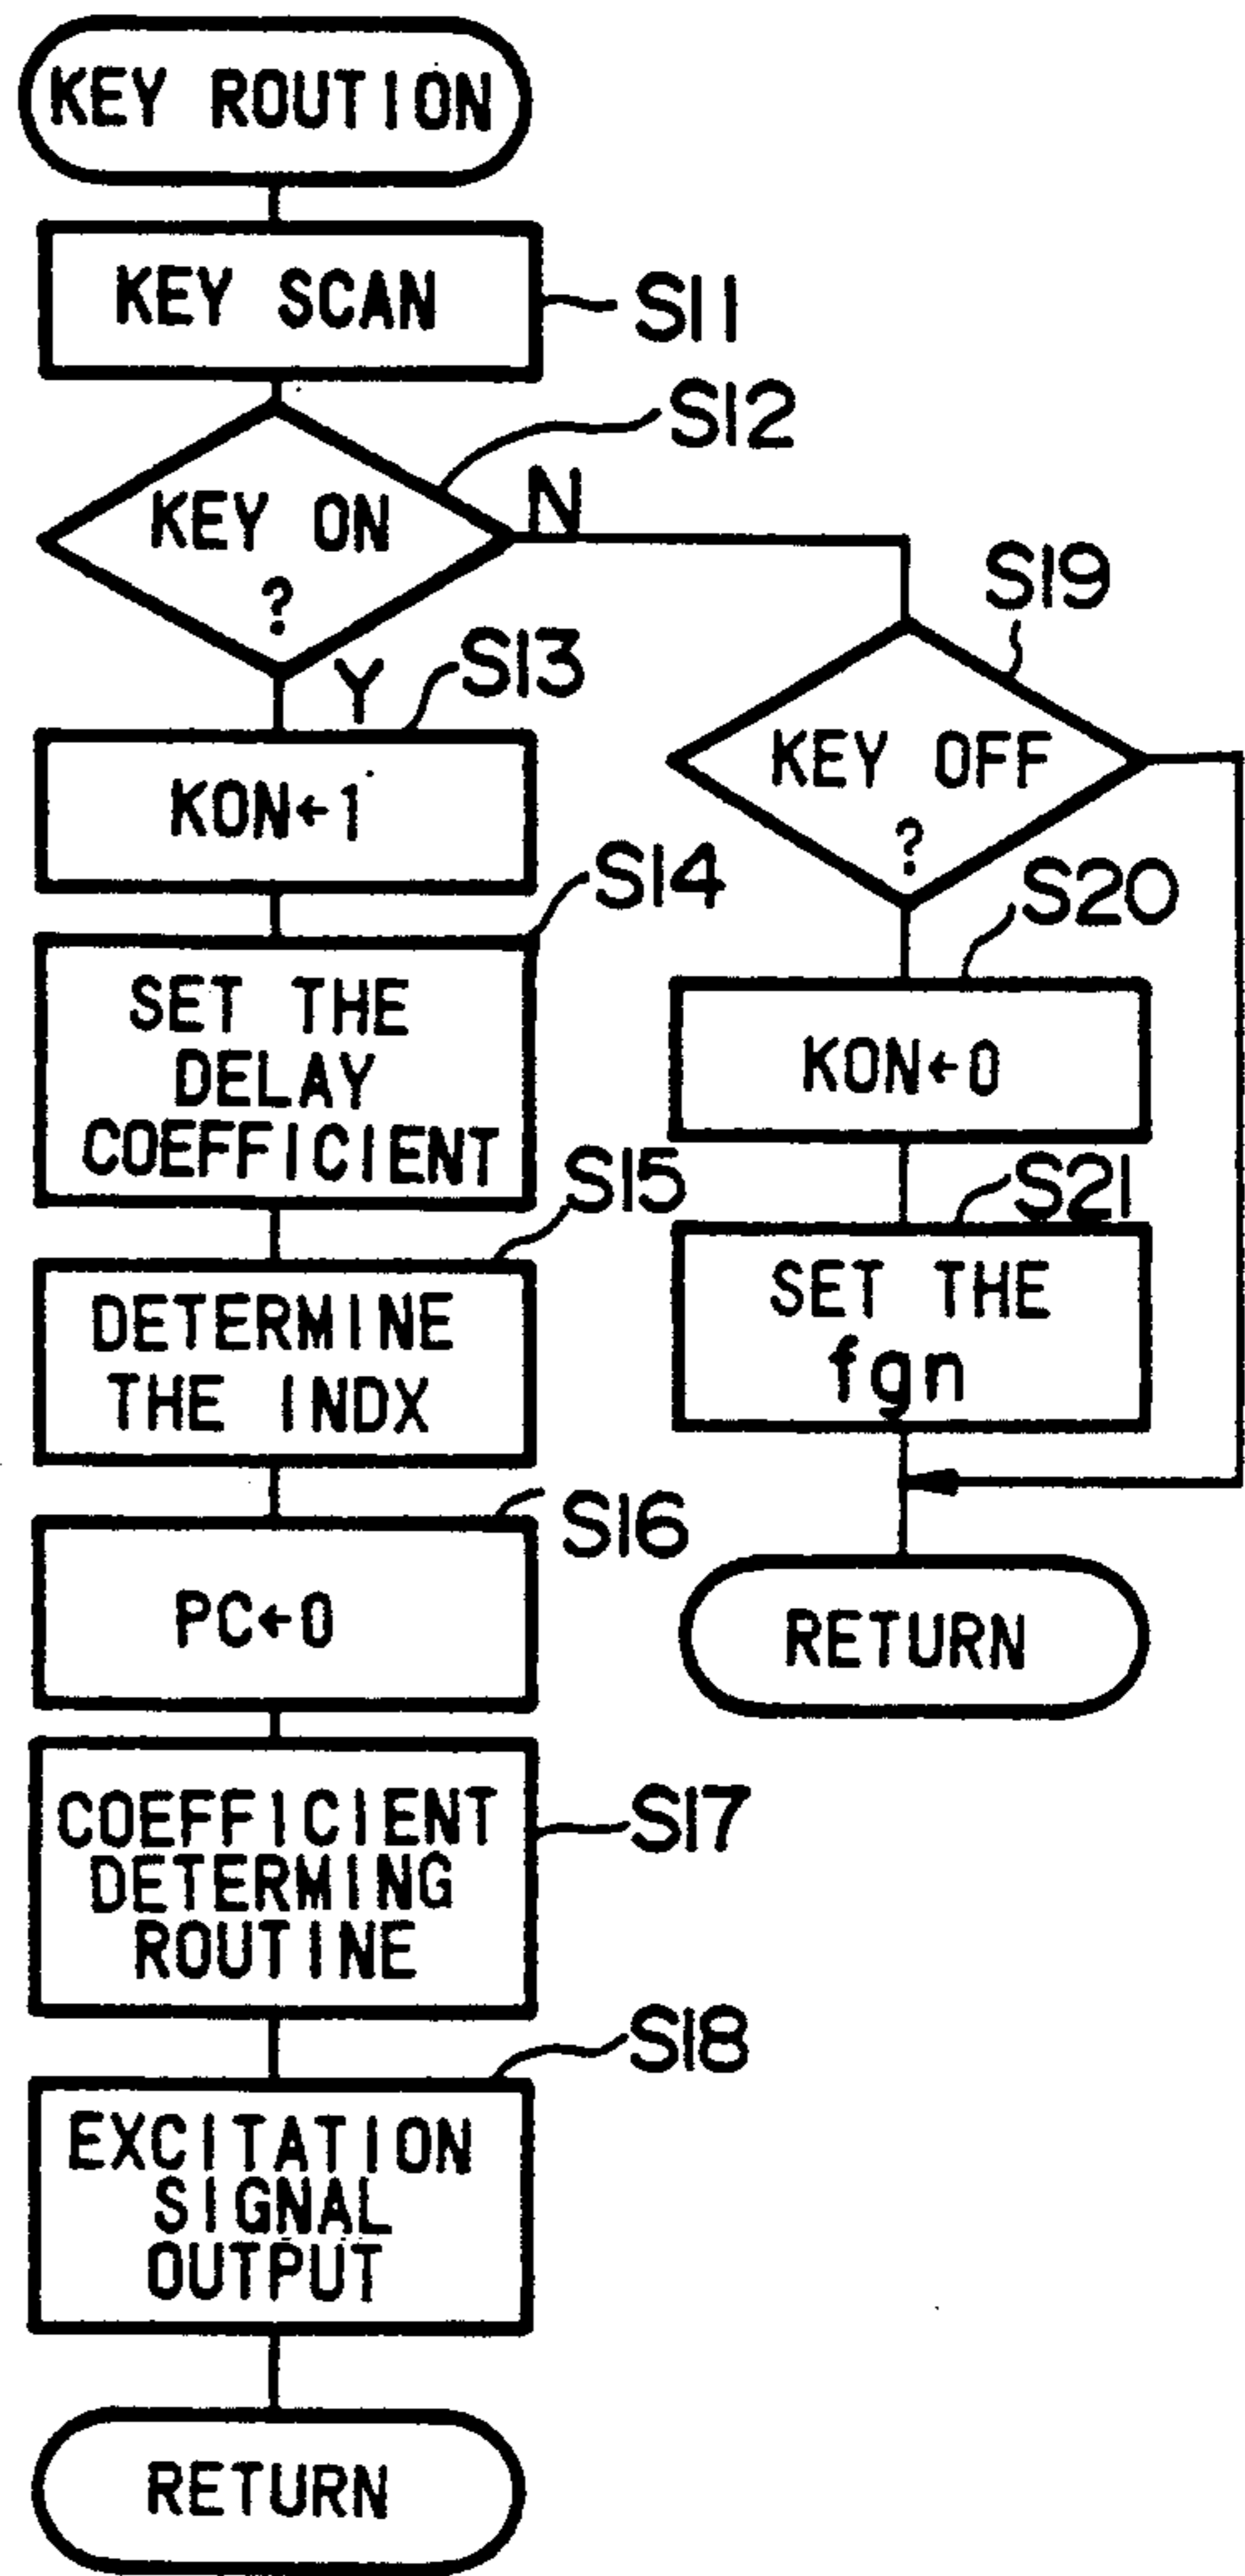 KEY ROUTION
KEY SCAN
S11
S12
KEY ON
?
N
Y
S13
KON←1
S14
SET THE
DELAY
COEFFICIENT
S15
DETERMINE
THE INDX
S16
PC←0
COEFFICIENT
DETERMING
ROUTINE
S17
S18
EXCITATION
SIGNAL
OUTPUT
RETURN
S19
KEY OFF
?
S20
KON←0
S21
SET THE
fgn
RETURN